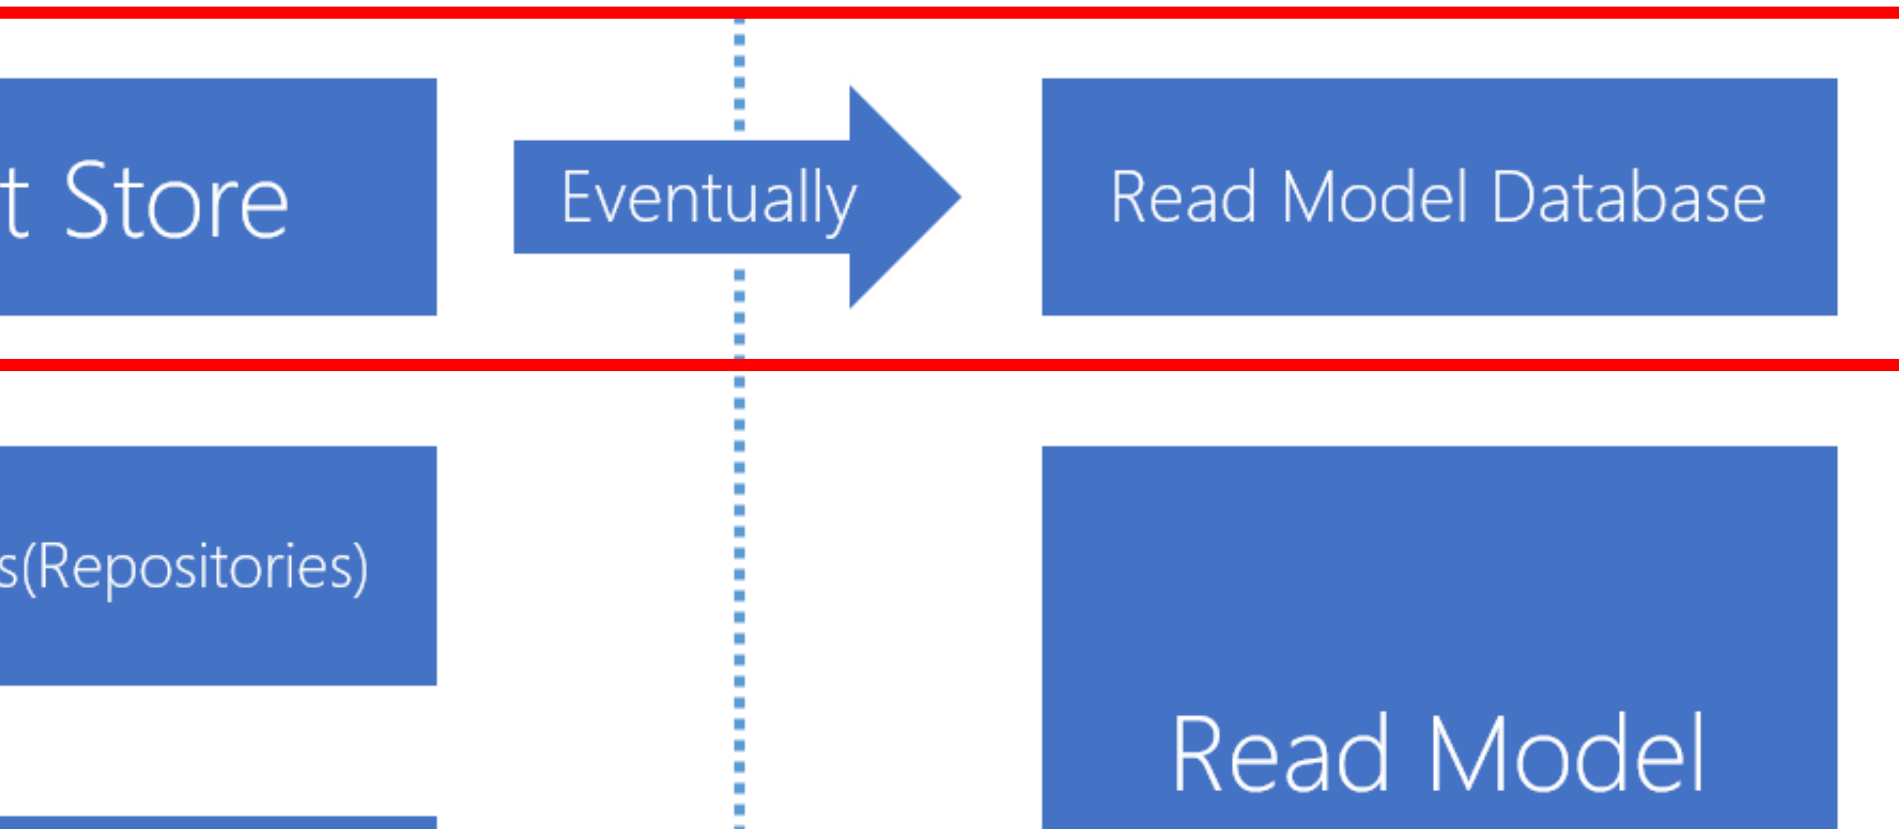 t Store
Eventually
Read Model Database
s(Repositories)
Read Model